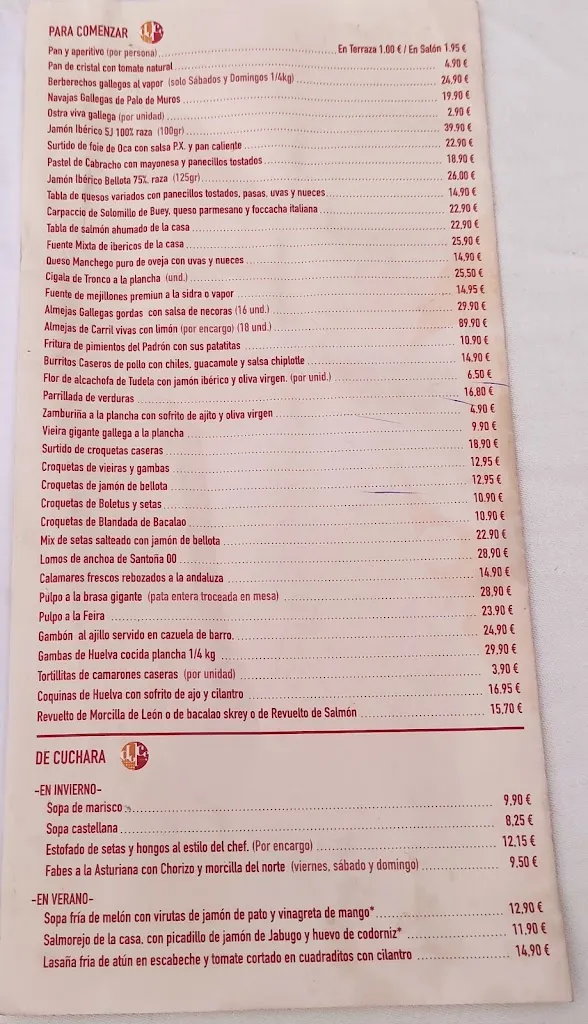 PARA COMENZAR
Pan y aperitivo (por persona) En Terraza 1.00 € / En Salón 1.95 €
Pan de cristal con tomate natural 4.90 €
Berberechos gallegos al vapor (solo Sábados y Domingos 1/4kg) 24,90 €
Navajas Gallegas de Palo de Muros 19.90 €
Ostra viva gallega (por unidad) 2.90 €
Jamón Ibérico 5J 100% raza (100gr) 39.90 €
Surtido de foie de Oca con salsa P.X. y pan caliente 22.90 €
Pastel de Cabracho con mayonesa y panecillos tostados 18,90 €
Jamón Ibérico Bellota 75%. raza (125gr) 26,00 €
Tabla de quesos variados con panecillos tostados, pasas, uvas y nueces 14,90 €
Carpaccio de Solomillo de Buey, queso parmesano y foccacha italiana 22,90 €
Tabla de salmón ahumado de la casa 22,90 €
Fuente Mixta de ibericos de la casa 25,90 €
Queso Manchego puro de oveja con uvas y nueces 14,90 €
Cigala de Tronco a la plancha (und.) 25,50 €
Fuente de mejillones premiun a la sidra o vapor 14,95 €
Almejas Gallegas gordas con salsa de necoras (16 und.) 29.90 €
Almejas de Carril vivas con limón (por encargo) (18 und.) 89.90 €
Fritura de pimientos del Padrón con sus patatitas 10.90 €
Burritos Caseros de pollo con chiles, guacamole y salsa chiplotle 14,90 €
Flor de alcachofa de Tudela con jamón ibérico y oliva virgen. (por unid.) 6.50 €
Parrillada de verduras 16,80 €
Zamburiña a la plancha con sofrito de ajito y oliva virgen 4.90 €
Vieira gigante gallega a la plancha 9.90 €
Surtido de croquetas caseras 18,90 €
Croquetas de vieiras y gambas 12,95 €
Croquetas de jamón de bellota 12,95 €
Croquetas de Boletus y setas 10.90 €
Croquetas de Blandada de Bacalao 10.90 €
Mix de setas salteado con jamón de bellota 22.90 €
Lomos de anchoa de Santoña 00 28,90 €
Calamares frescos rebozados a la andaluza 14.90 €
Pulpo a la brasa gigante (pata entera troceada en mesa) 28,90 €
Pulpo a la Feira 23.90 €
Gambón al ajillo servido en cazuela de barro. 24,90 €
Gambas de Huelva cocida plancha 1/4 kg 29,90 €
Tortillitas de camarones caseras (por unidad) 3,90 €
Coquinas de Huelva con sofrito de ajo y cilantro 16.95 €
Revuelto de Morcilla de León o de bacalao skrey o de Revuelto de Salmón 15,70 €
DE CUCHARA
-EN INVIERNO-
Sopa de marisco 9,90 €
Sopa castellana 8,25 €
Estofado de setas y hongos al estilo del chef. (Por encargo) 12,15 €
Fabes a la Asturiana con Chorizo y morcilla del norte (viernes, sábado y domingo) 9,50 €
-EN VERANO-
Sopa fría de melón con virutas de jamón de pato y vinagreta de mango* 12,90 €
Salmorejo de la casa, con picadillo de jamón de Jabugo y huevo de codorniz* 11,90 €
Lasaña fria de atún en escabeche y tomate cortado en cuadraditos con cilantro 14,90 €